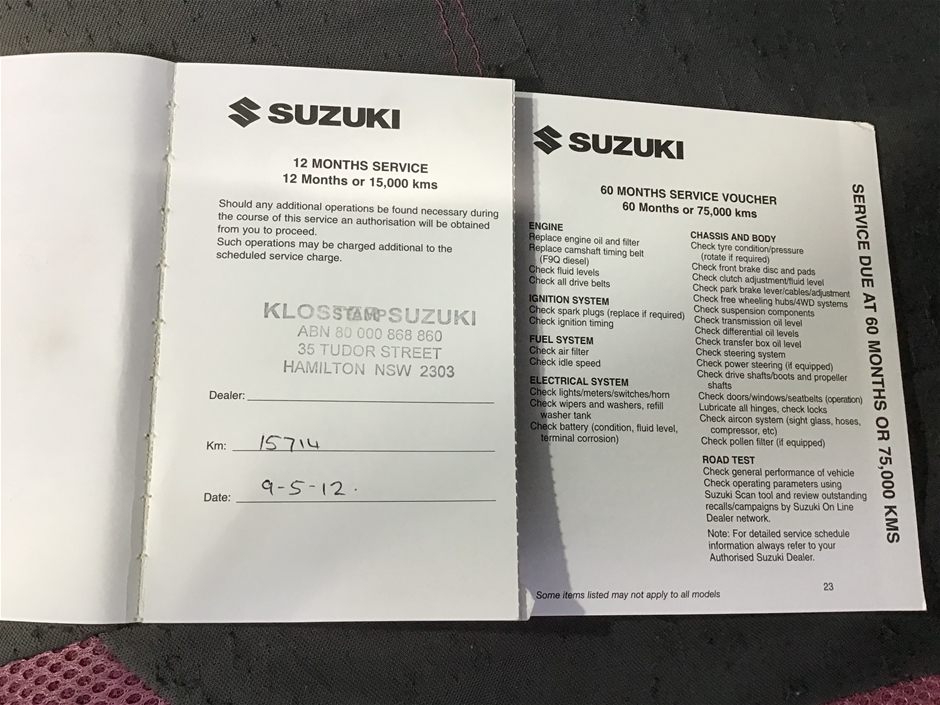 SUZUKI
12 MONTHS SERVICE
12 Months or 15,000 kms
Should any additional operations be found necessary during
the course of this service an authorisation will be obtained
from you to proceed.
Such operations may be charged additional to the
scheduled service charge.
STAMP
KLOSTERS SUZUKI
ABN 80 000 868 860
35 TUDOR STREET
HAMILTON NSW 2303
Dealer:
Km: 15714
Date: 9-5-12.
SUZUKI
60 MONTHS SERVICE VOUCHER
60 Months or 75,000 kms
ENGINE
Replace engine oil and filter
Replace camshaft timing belt
(F9Q diesel)
Check fluid levels
Check all drive belts
IGNITION SYSTEM
Check spark plugs (replace if required)
Check ignition timing
FUEL SYSTEM
Check air filter
Check idle speed
ELECTRICAL SYSTEM
Check lights/meters/switches/horn
Check wipers and washers, refill
washer tank
Check battery (condition, fluid level,
terminal corrosion)
CHASSIS AND BODY
Check tyre condition/pressure
(rotate if required)
Check front brake disc and pads
Check clutch adjustment/fluid level
Check park brake lever/cables/adjustment
Check free wheeling hubs/4WD systems
Check suspension components
Check transmission oil level
Check differential oil levels
Check transfer box oil level
Check steering system
Check power steering (if equipped)
Check drive shafts/boots and propeller
shafts
Check doors/windows/seatbelts (operation)
Lubricate all hinges, check locks
Check aircon system (sight glass, hoses,
compressor, etc)
Check pollen filter (if equipped)
ROAD TEST
Check general performance of vehicle
Check operating parameters using
Suzuki Scan tool and review outstanding
recalls/campaigns by Suzuki On Line
Dealer network.
Note: For detailed service schedule
information always refer to your
Authorised Suzuki Dealer.
Some items listed may not apply to all models
23
SERVICE DUE AT 60 MONTHS OR 75,000 KMS